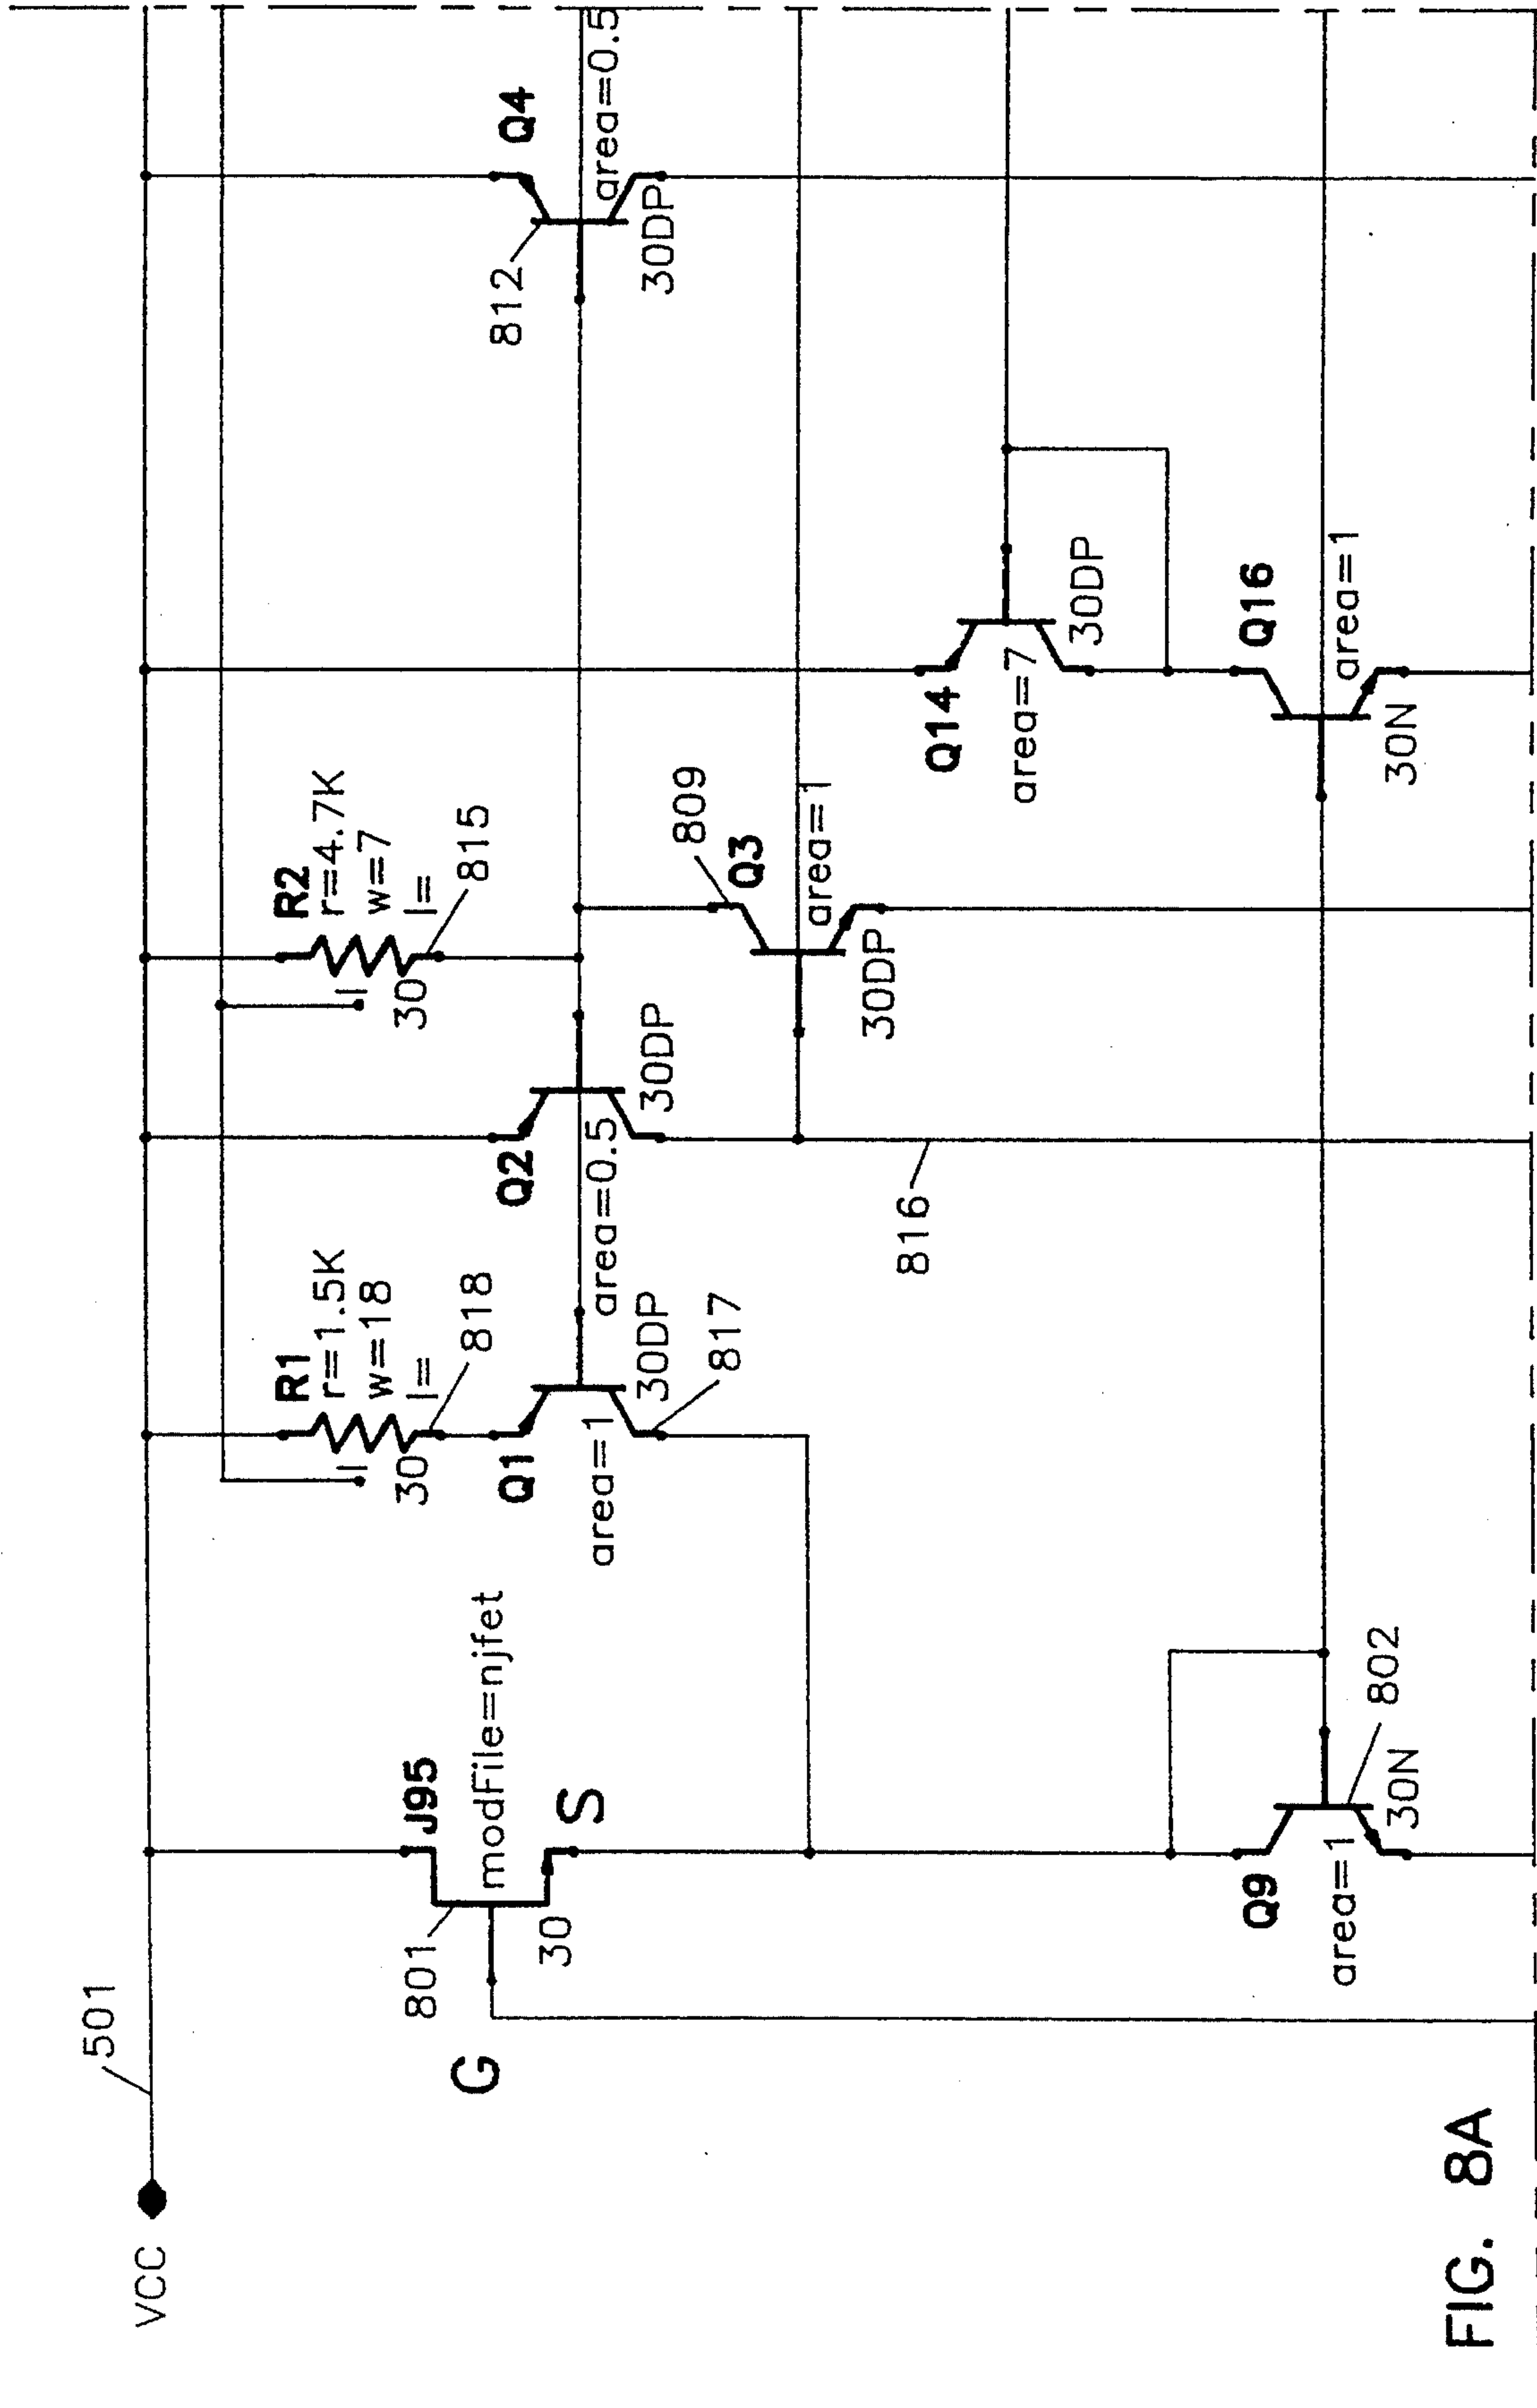 VCC
501
G
801
J95
modFile=njfet
30
S
R1
r=1.5K
w=18
l=
30
818
Q1
area=1
30DP
817
Q2
area=0.5
30DP
816
R2
r=4.7K
w=7
l=
30
815
809
Q3
area=1
30DP
812
Q4
area=0.5
30DP
Q14
area=7
30DP
Q16
area=1
30N
Q9
area=1
30N
802
FIG. 8A